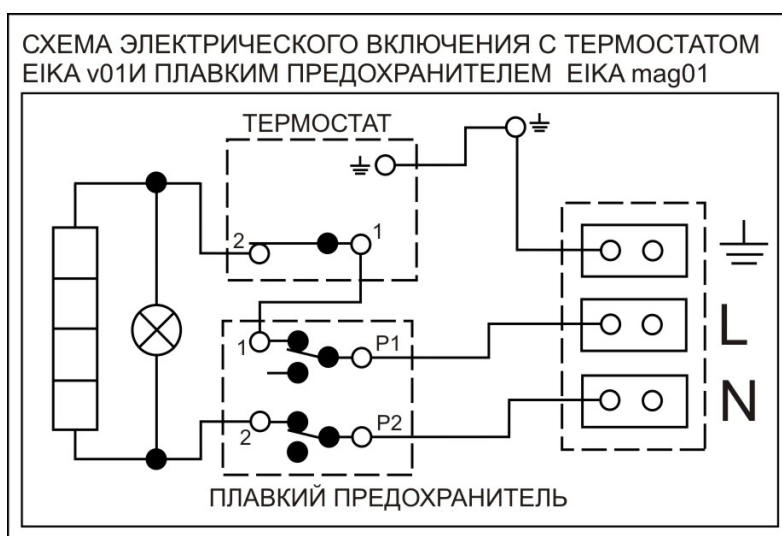 СХЕМА ЭЛЕКТРИЧЕСКОГО ВКЛЮЧЕНИЯ С ТЕРМОСТАТОМ
EIKA v01И ПЛАВКИМ ПРЕДОХРАНИТЕЛЕМ EIKA mag01
ТЕРМОСТАТ
2
1
1
P1
L
2
P2
N
ПЛАВКИЙ ПРЕДОХРАНИТЕЛЬ